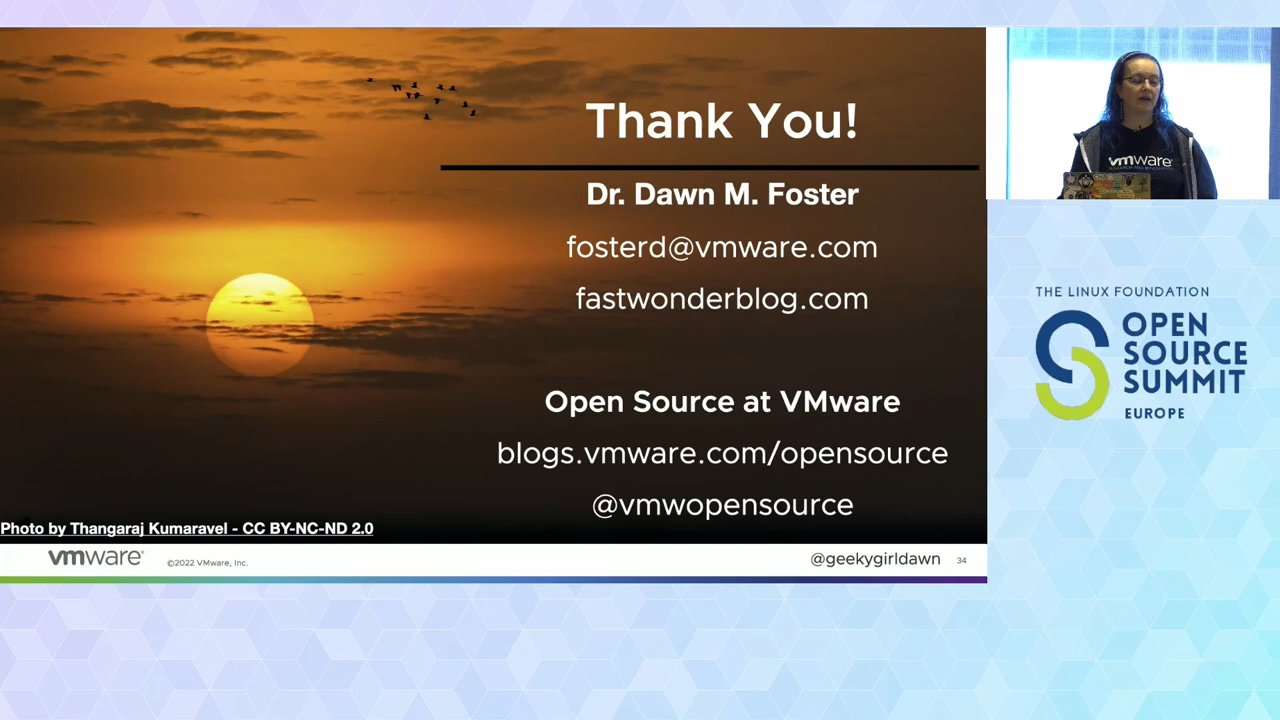 Thank You!
Dr. Dawn M. Foster
fosterd@vmware.com
fastwonderblog.com
Open Source at VMware
blogs.vmware.com/opensource
@vmwopensource
Photo by Thangaraj Kumaravel - CC BY-NC-ND 2.0
vmware®
©2022 VMware, Inc.
@geekygirldawn
34
vmware
THE LINUX FOUNDATION
OPEN
SOURCE
SUMMIT
EUROPE